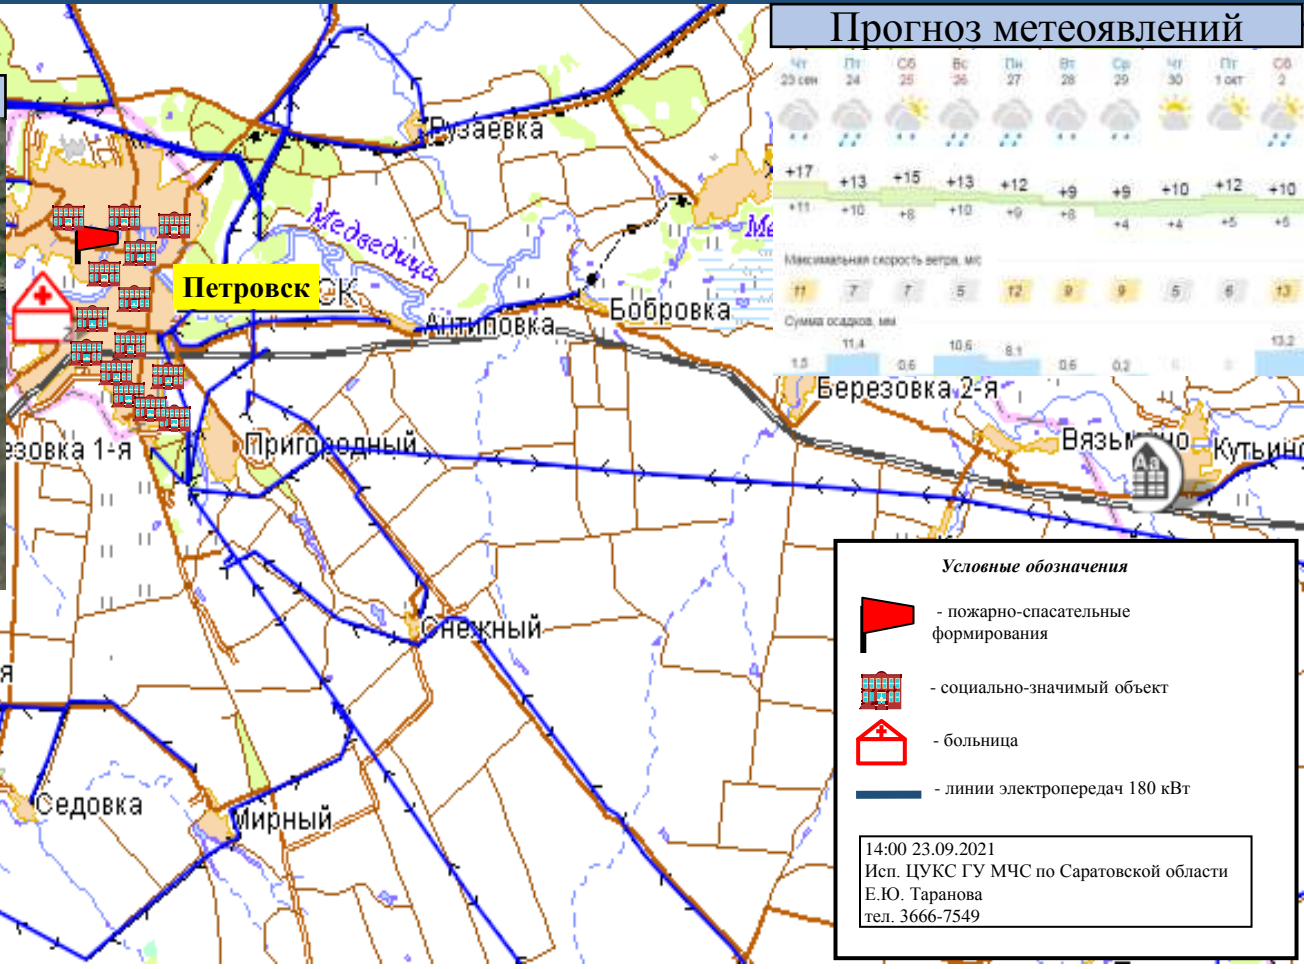 Прогноз метеоявлений
Чт Пт Сб Вс Пн Вт Ср Чт Пт Сб
23 сен 24 25 26 27 28 29 30 1 окт 2
+17 +13 +15 +13 +12 +9 +9 +10 +12 +10
+11 +10 +8 +10 +9 +8 +4 +4 +5 +6
Максимальная скорость ветра, м/с
11 7 7 5 12 9 9 5 6 13
Сумма осадков, мм
1,3 11,4 0,6 10,6 8,1 0,6 0,2 13,2
Рузаевка
Медведица
Ме
Петровск
СК
Антиповка
Бобровка
Березовка 2-я
езовка 1-я
Пригородный
Вязьмино
Кутьино
Аа
Снежный
я
Седовка
Мирный
Условные обозначения
- пожарно-спасательные
формирования
- социально-значимый объект
- больница
- линии электропередач 180 кВт
14:00 23.09.2021
Исп. ЦУКС ГУ МЧС по Саратовской области
Е.Ю. Таранова
тел. 3666-7549